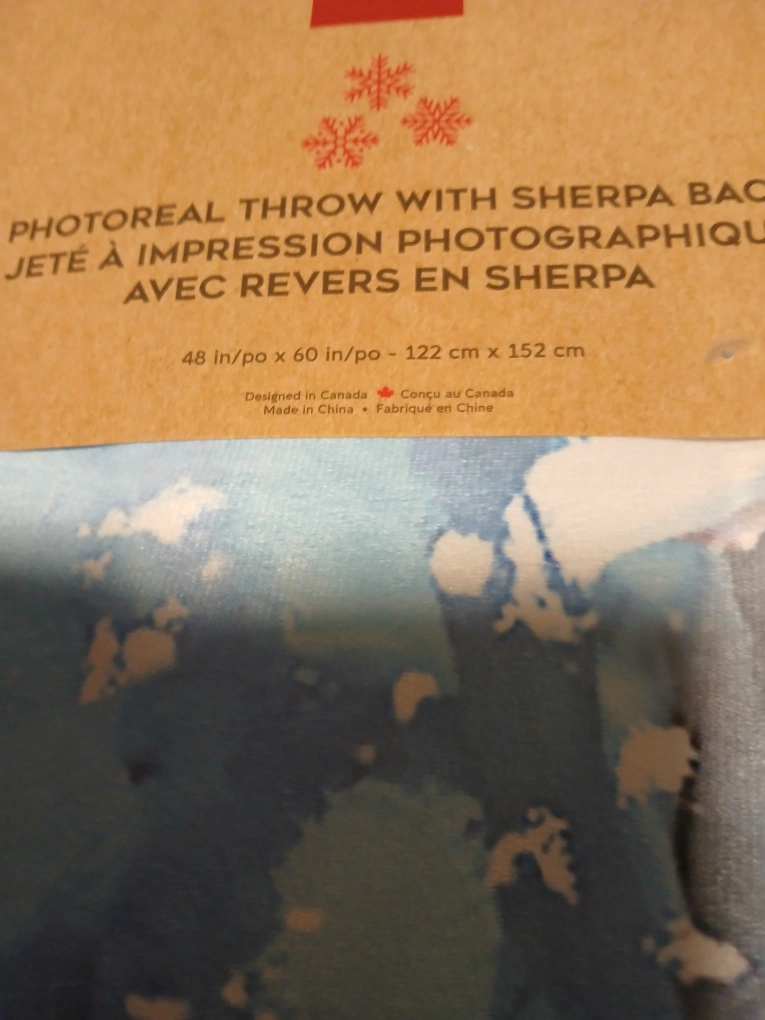 PHOTOREAL THROW WITH SHERPA
JETÉ À IMPRESSION
AVEC REVERS EN SHERPA
48 in/po x 60 in/po - 122 cm x 152 cm
Designed in Canada Conçu au Canada
Made in China • Fabriqué en Chine